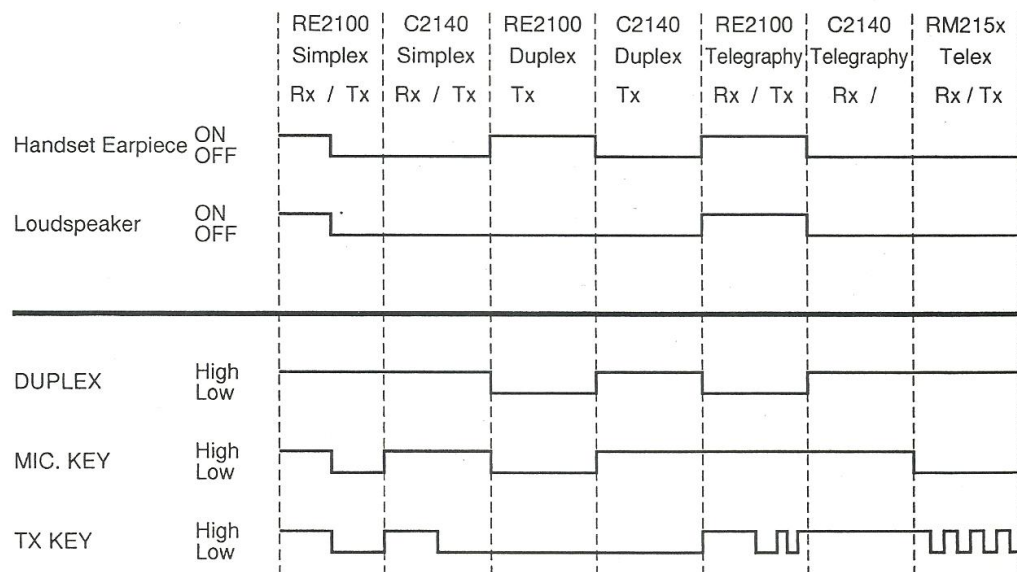 RE2100 C2140 RE2100 C2140 RE2100 C2140 RM215x
Simplex Simplex Duplex Duplex Telegraphy Telegraphy Telex
Rx / Tx Rx / Tx Tx Tx Rx / Tx Rx / Rx / Tx
Handset Earpiece ON
OFF
Loudspeaker ON
OFF
DUPLEX High
Low
MIC. KEY High
Low
TX KEY High
Low